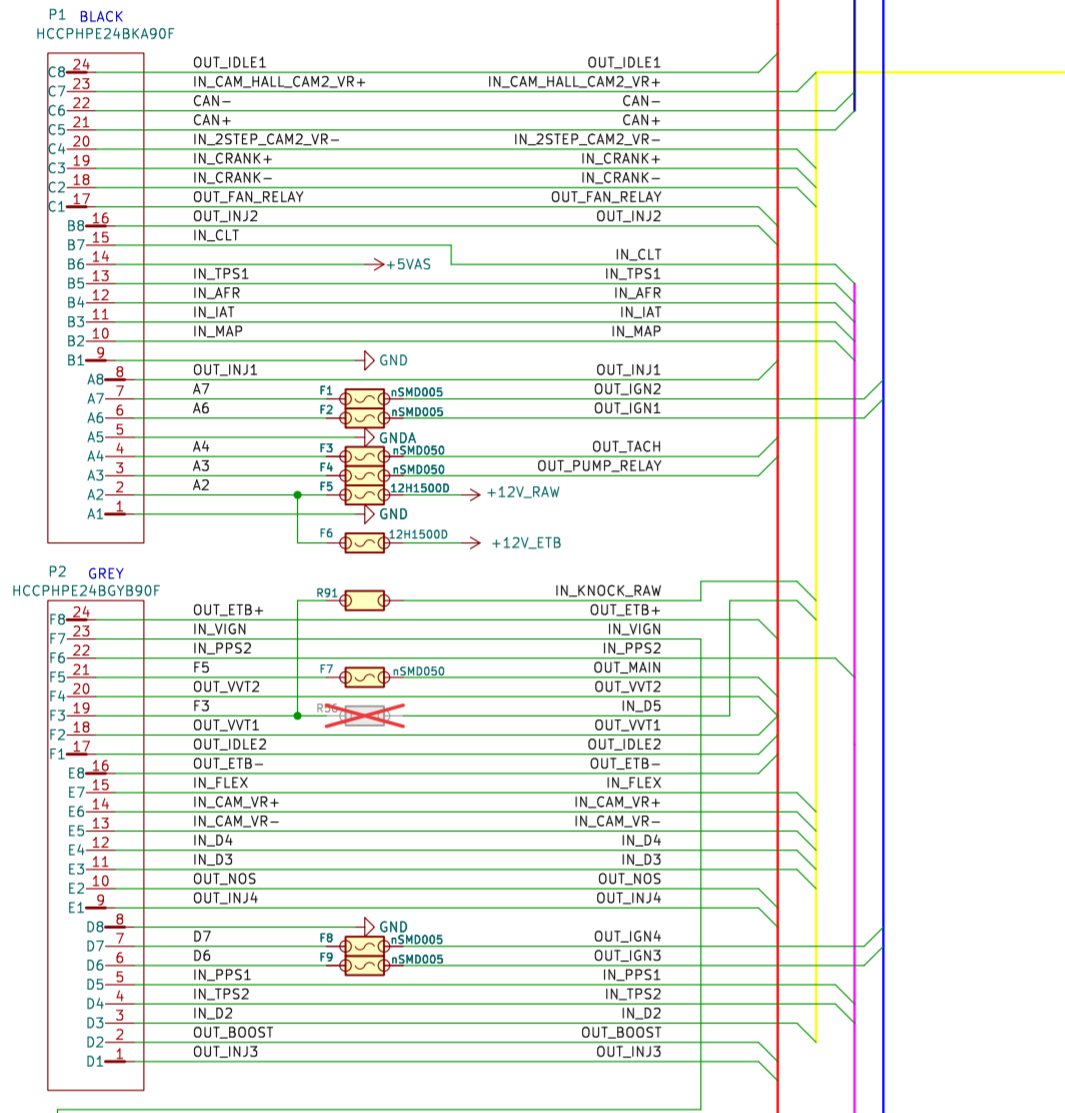 P1 BLACK
HCCPHPE24BKA90F
C8 24 OUT_IDLE1 OUT_IDLE1
C7 23 IN_CAM_HALL_CAM2_VR+ IN_CAM_HALL_CAM2_VR+
C6 22 CAN- CAN-
C5 21 CAN+ CAN+
C4 20 IN_2STEP_CAM2_VR- IN_2STEP_CAM2_VR-
C3 19 IN_CRANK+ IN_CRANK+
C2 18 IN_CRANK- IN_CRANK-
C1 17 OUT_FAN_RELAY OUT_FAN_RELAY
B8 16 OUT_INJ2 OUT_INJ2
B7 15 IN_CLT
B6 14 +5VAS IN_CLT
B5 13 IN_TPS1 IN_TPS1
B4 12 IN_AFR IN_AFR
B3 11 IN_IAT IN_IAT
B2 10 IN_MAP IN_MAP
B1 9 GND
A8 8 OUT_INJ1 OUT_INJ1
A7 7 A7 F1 nSMD005 OUT_IGN2
A6 6 A6 F2 nSMD005 OUT_IGN1
A5 5 GNDA
A4 4 A4 F3 nSMD050 OUT_TACH
A3 3 A3 F4 nSMD050 OUT_PUMP_RELAY
A2 2 A2 F5 12H1500D +12V_RAW
A1 1 GND
F6 12H1500D +12V_ETB
P2 GREY
HCCPHPE24BGYB90F
R91 IN_KNOCK_RAW
F8 24 OUT_ETB+ OUT_ETB+
F7 23 IN_VIGN IN_VIGN
F6 22 IN_PPS2 IN_PPS2
F5 21 F5 F7 nSMD050 OUT_MAIN
F4 20 OUT_VVT2 OUT_VVT2
F3 19 F3 IN_D5
F2 18 OUT_VVT1 OUT_VVT1
F1 17 OUT_IDLE2 OUT_IDLE2
E8 16 OUT_ETB- OUT_ETB-
E7 15 IN_FLEX IN_FLEX
E6 14 IN_CAM_VR+ IN_CAM_VR+
E5 13 IN_CAM_VR- IN_CAM_VR-
E4 12 IN_D4 IN_D4
E3 11 IN_D3 IN_D3
E2 10 OUT_NOS OUT_NOS
E1 9 OUT_INJ4 OUT_INJ4
D8 8 GND
D7 7 D7 F8 nSMD005 OUT_IGN4
D6 6 D6 F9 nSMD005 OUT_IGN3
D5 5 IN_PPS1 IN_PPS1
D4 4 IN_TPS2 IN_TPS2
D3 3 IN_D2 IN_D2
D2 2 OUT_BOOST OUT_BOOST
D1 1 OUT_INJ3 OUT_INJ3